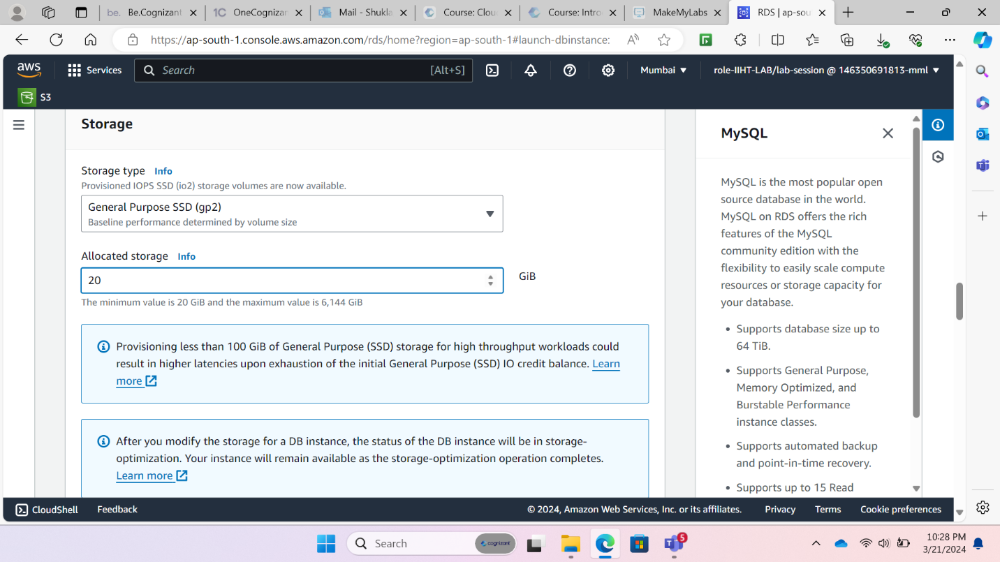 be. Be.Cognizant
1C OneCognizan
Mail - Shukla
Course: Clou
Course: Intro
MakeMyLabs
RDS | ap-sou
https://ap-south-1.console.aws.amazon.com/rds/home?region=ap-south-1#launch-dbinstance:
aws
Services
Search
[Alt+S]
Mumbai
role-IIHT-LAB/lab-session @ 146350691813-mml
S3
Storage
Storage type Info
Provisioned IOPS SSD (io2) storage volumes are now available.
General Purpose SSD (gp2)
Baseline performance determined by volume size
Allocated storage Info
20
GiB
The minimum value is 20 GiB and the maximum value is 6,144 GiB
Provisioning less than 100 GiB of General Purpose (SSD) storage for high throughput workloads could
result in higher latencies upon exhaustion of the initial General Purpose (SSD) IO credit balance. Learn
more
After you modify the storage for a DB instance, the status of the DB instance will be in storage-
optimization. Your instance will remain available as the storage-optimization operation completes.
Learn more
MySQL
MySQL is the most popular open
source database in the world.
MySQL on RDS offers the rich
features of the MySQL
community edition with the
flexibility to easily scale compute
resources or storage capacity for
your database.
• Supports database size up to
64 TiB.
• Supports General Purpose,
Memory Optimized, and
Burstable Performance
instance classes.
• Supports automated backup
and point-in-time recovery.
• Supports up to 15 Read
CloudShell
Feedback
© 2024, Amazon Web Services, Inc. or its affiliates.
Privacy
Terms
Cookie preferences
Search
cognizant
5
10:28 PM
3/21/2024